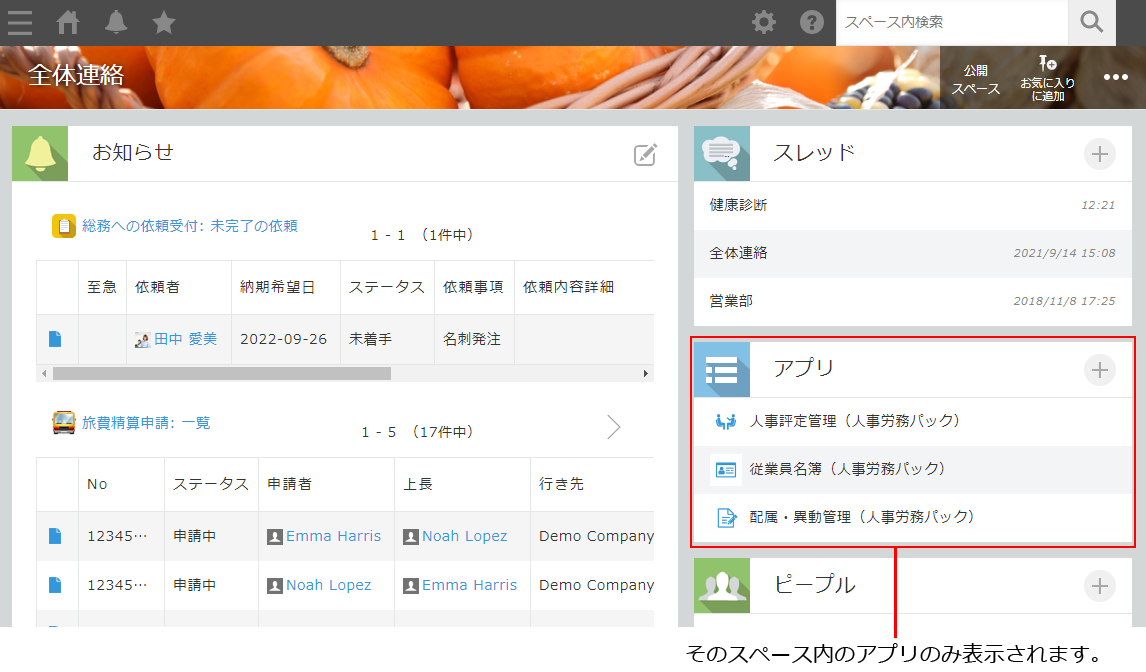 スペース内検索
全体連絡
公開
スペース
お気に入り
に追加
お知らせ
総務への依頼受付: 未完了の依頼
1 - 1 （1件中）
至急 依頼者 納期希望日 ステータス 依頼事項 依頼内容詳細
田中 愛美 2022-09-26 未着手 名刺発注
旅費精算申請: 一覧
1 - 5 （17件中）
No ステータス 申請者 上長 行き先
12345… 申請中 Emma Harris Noah Lopez Demo Company
12345… 申請中 Noah Lopez Emma Harris Demo Company
スレッド
健康診断 12:21
全体連絡 2021/9/14 15:08
営業部 2018/11/8 17:25
アプリ
人事評定管理（人事労務パック）
従業員名簿（人事労務パック）
配属・異動管理（人事労務パック）
ピープル
そのスペース内のアプリのみ表示されます。